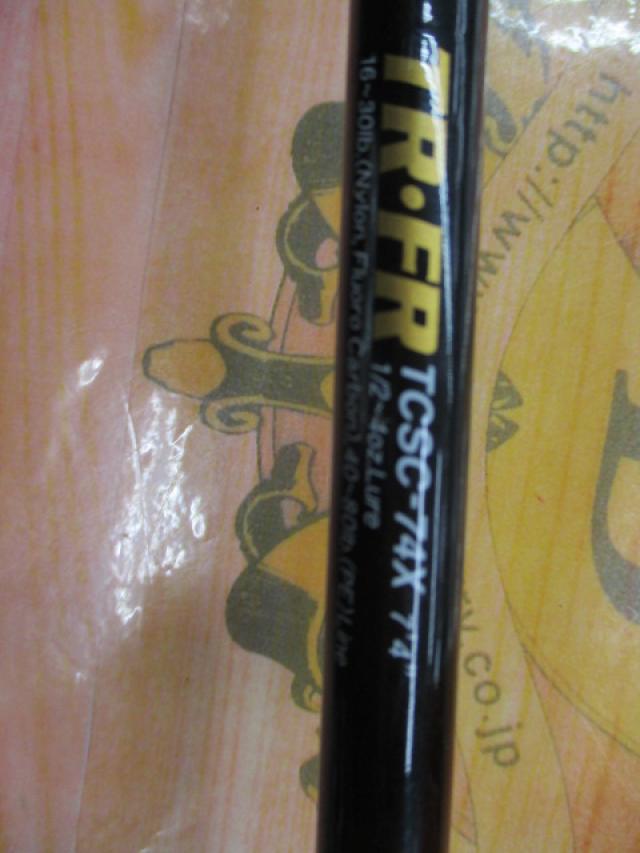 TR•FR TCSC-74X 7'4"
1/2~4oz Lure
16~30lb.(Nylon, Fluoro Carbon) 40~80lb.(PE)Line
http://www.
.co.jp